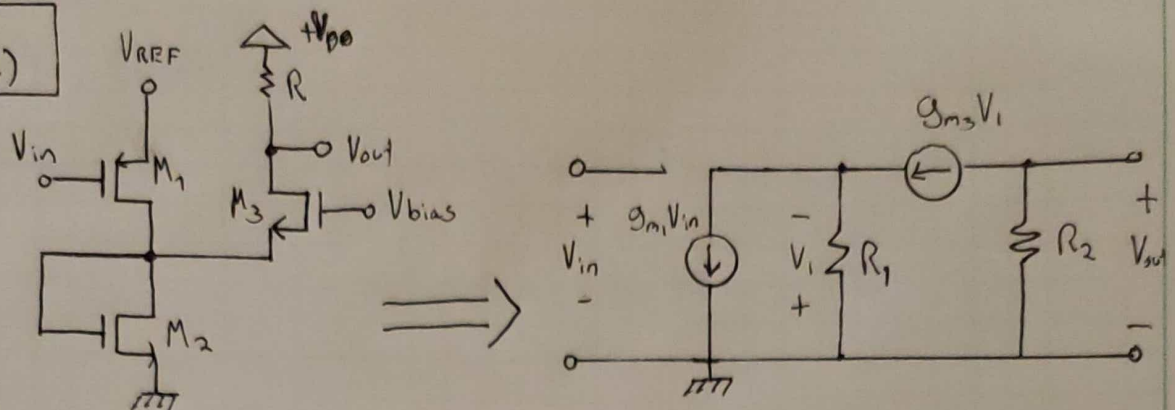 )
VREF
+VDD
R
Vin
M1
Vout
M3
Vbias
M2
gm3V1
+
Vin
-
gm1Vin
-
V1
+
R1
R2
+
Vout
-